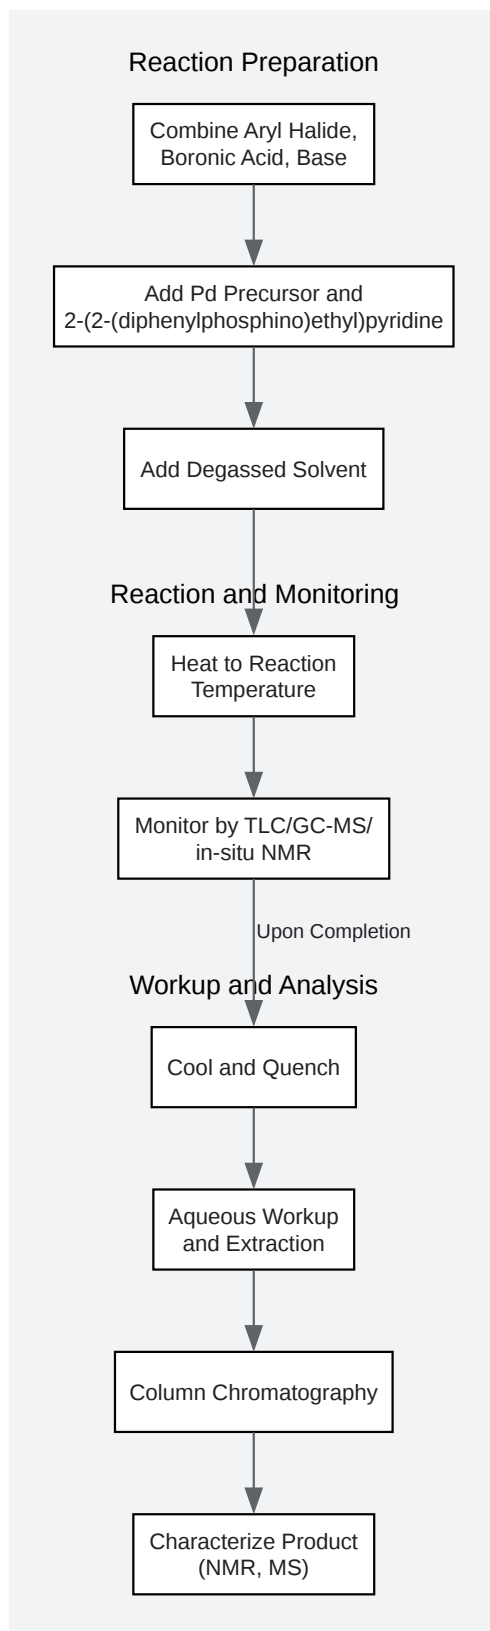 Reaction Preparation
Combine Aryl Halide,
Boronic Acid, Base
Add Pd Precursor and
2-(2-(diphenylphosphino)ethyl)pyridine
Add Degassed Solvent
Reaction and Monitoring
Heat to Reaction
Temperature
Monitor by TLC/GC-MS/
in-situ NMR
Upon Completion
Workup and Analysis
Cool and Quench
Aqueous Workup
and Extraction
Column Chromatography
Characterize Product
(NMR, MS)